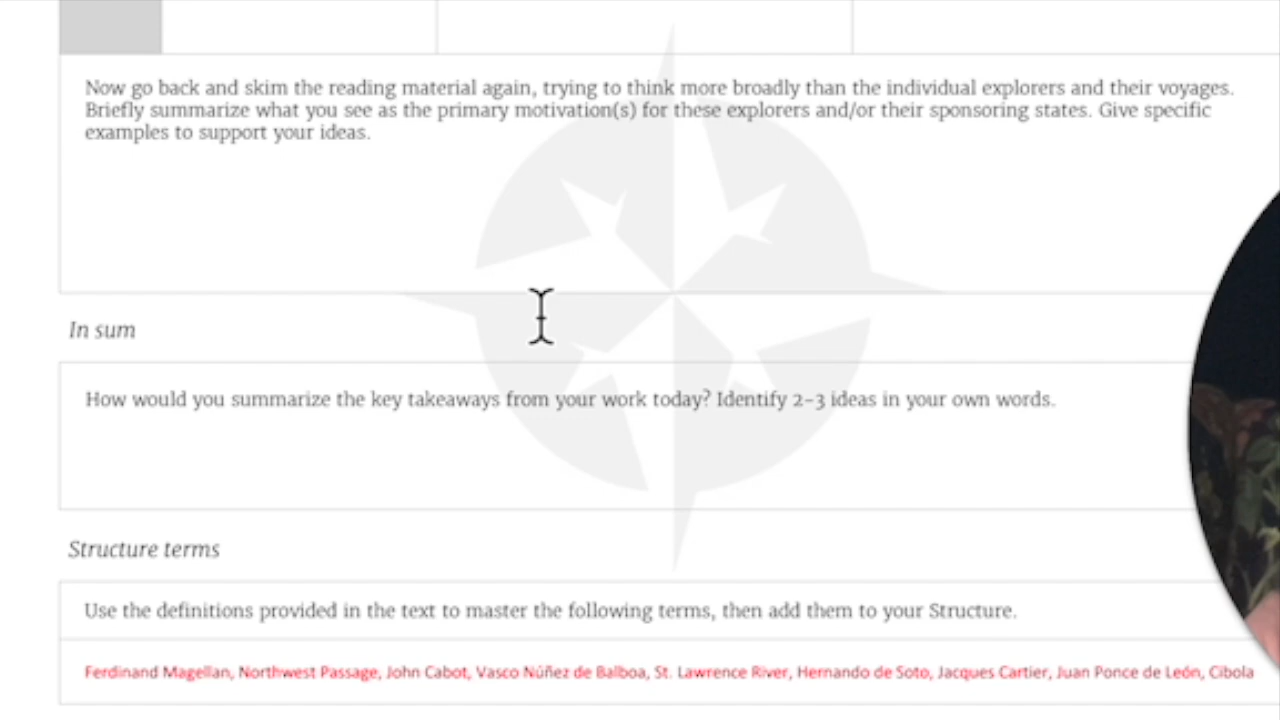 Now go back and skim the reading material again, trying to think more broadly than the individual explorers and their voyages.
Briefly summarize what you see as the primary motivation(s) for these explorers and/or their sponsoring states. Give specific
examples to support your ideas.
In sum
How would you summarize the key takeaways from your work today? Identify 2-3 ideas in your own words.
Structure terms
Use the definitions provided in the text to master the following terms, then add them to your Structure.
Ferdinand Magellan, Northwest Passage, John Cabot, Vasco Núñez de Balboa, St. Lawrence River, Hernando de Soto, Jacques Cartier, Juan Ponce de León, Cibola